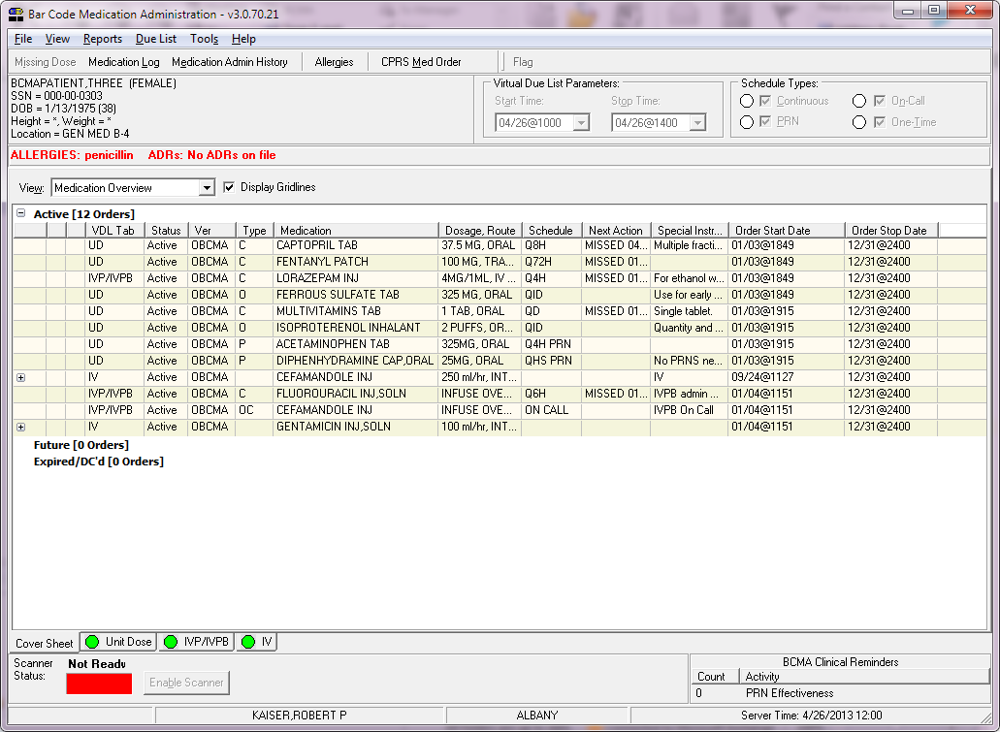 Bar Code Medication Administration - v3.0.70.21
File View Reports Due List Tools Help
Missing Dose Medication Log Medication Admin History Allergies CPRS Med Order Flag
BCMAPATIENT,THREE (FEMALE)
SSN = 000-00-0303
DOB = 1/13/1975 (38)
Height = *, Weight = *
Location = GEN MED B-4
Virtual Due List Parameters:
Start Time: Stop Time:
04/26@1000 04/26@1400
Schedule Types:
Continuous On-Call
PRN One-Time
ALLERGIES: penicillin ADRs: No ADRs on file
View: Medication Overview Display Gridlines
Active [12 Orders]
VDL Tab Status Ver Type Medication Dosage, Route Schedule Next Action Special Instr... Order Start Date Order Stop Date
UD Active OBCMA C CAPTOPRIL TAB 37.5 MG, ORAL Q8H MISSED 04... Multiple fracti... 01/03@1849 12/31@2400
UD Active OBCMA C FENTANYL PATCH 100 MG, TRA... Q72H MISSED 01... 01/03@1849 12/31@2400
IVP/IVPB Active OBCMA C LORAZEPAM INJ 4MG/1ML, IV ... Q4H MISSED 01... For ethanol w... 01/03@1849 12/31@2400
UD Active OBCMA O FERROUS SULFATE TAB 325 MG, ORAL QID Use for early ... 01/03@1849 12/31@2400
UD Active OBCMA C MULTIVITAMINS TAB 1 TAB, ORAL QD MISSED 01... Single tablet. 01/03@1915 12/31@2400
UD Active OBCMA O ISOPROTERENOL INHALANT 2 PUFFS, OR... QID Quantity and ... 01/03@1915 12/31@2400
UD Active OBCMA P ACETAMINOPHEN TAB 325MG, ORAL Q4H PRN 01/03@1915 12/31@2400
UD Active OBCMA P DIPHENHYDRAMINE CAP,ORAL 25MG, ORAL QHS PRN No PRNS ne... 01/03@1915 12/31@2400
IV Active OBCMA CEFAMANDOLE INJ 250 ml/hr, INT... IV 09/24@1127 12/31@2400
IVP/IVPB Active OBCMA C FLUOROURACIL INJ,SOLN INFUSE OVE... Q6H MISSED 01... IVPB admin ... 01/04@1151 12/31@2400
IVP/IVPB Active OBCMA OC CEFAMANDOLE INJ INFUSE OVE... ON CALL IVPB On Call 01/04@1151 12/31@2400
IV Active OBCMA GENTAMICIN INJ,SOLN 100 ml/hr, INT... 01/04@1151 12/31@2400
Future [0 Orders]
Expired/DC'd [0 Orders]
Cover Sheet Unit Dose IVP/IVPB IV
Scanner Status: Not Ready
Enable Scanner
BCMA Clinical Reminders
Count Activity
0 PRN Effectiveness
KAISER,ROBERT P ALBANY Server Time: 4/26/2013 12:00